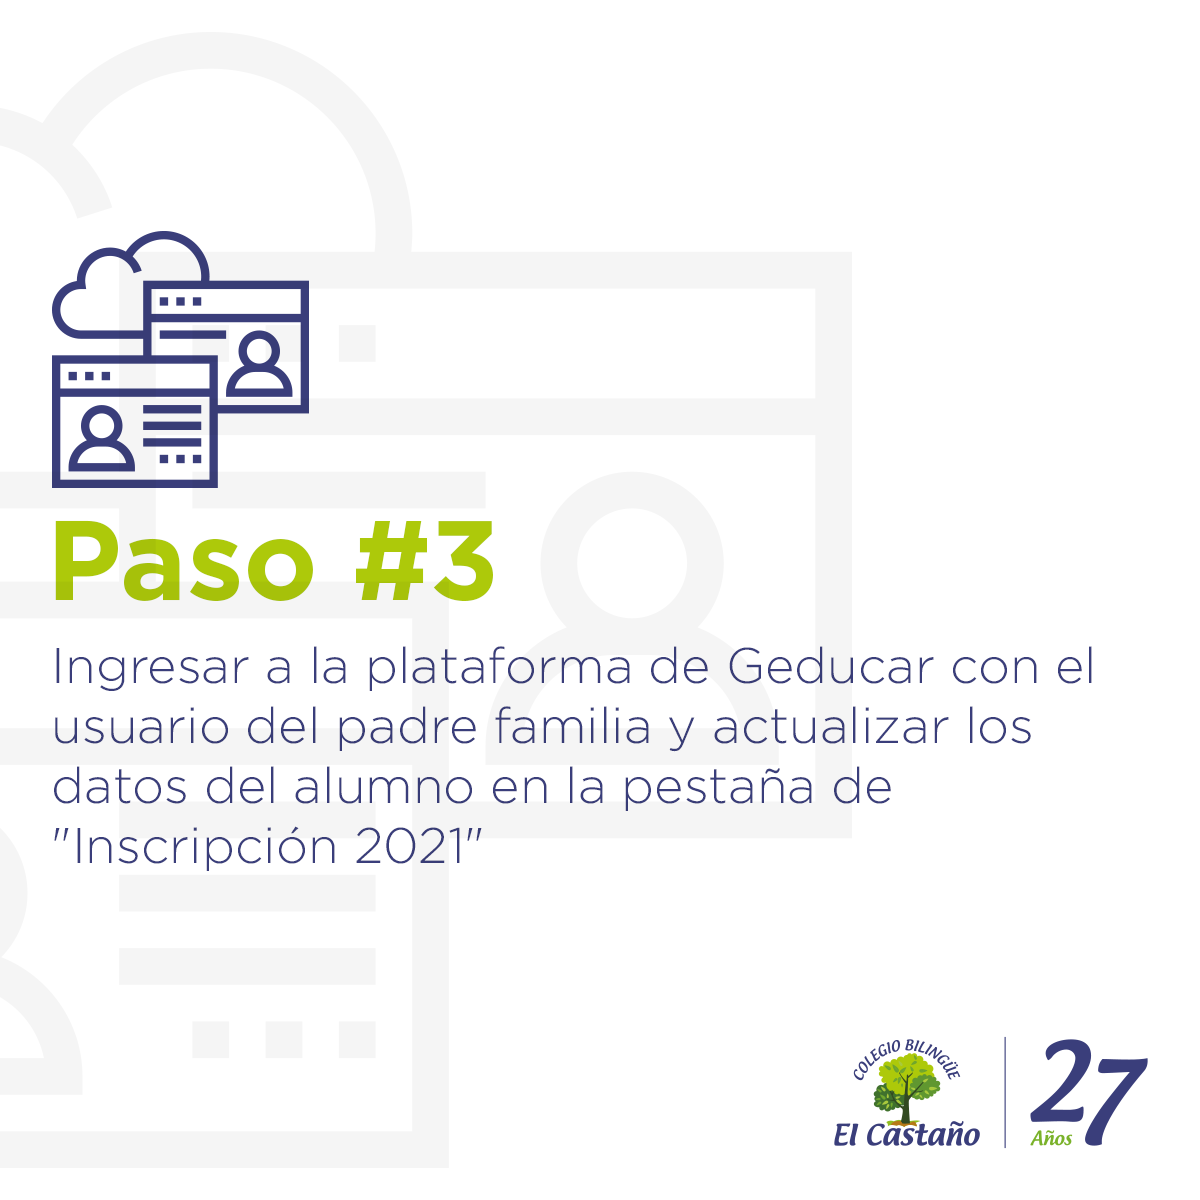 Paso #3
Ingresar a la plataforma de Geducar con el
usuario del padre familia y actualizar los
datos del alumno en la pestaña de
"Inscripción 2021"
COLEGIO BILINGÜE
El Castaño
27
Años